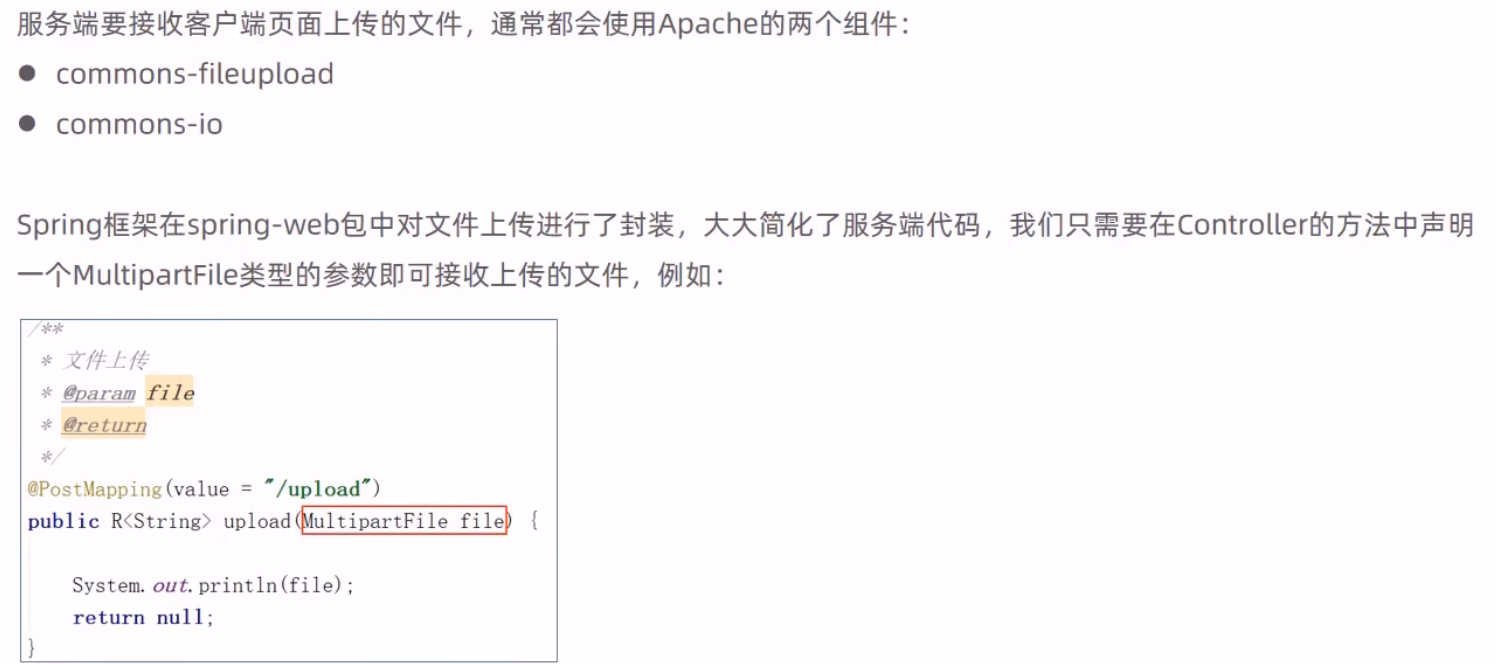 服务端要接收客户端页面上传的文件，通常都会使用Apache的两个组件：
● commons-fileupload
● commons-io
Spring框架在spring-web包中对文件上传进行了封装，大大简化了服务端代码，我们只需要在Controller的方法中声明
一个MultipartFile类型的参数即可接收上传的文件，例如：
/**
 * 文件上传
 * @param file
 * @return
 */
@PostMapping(value = "/upload")
public R<String> upload(MultipartFile file) {
    System.out.println(file);
    return null;
}